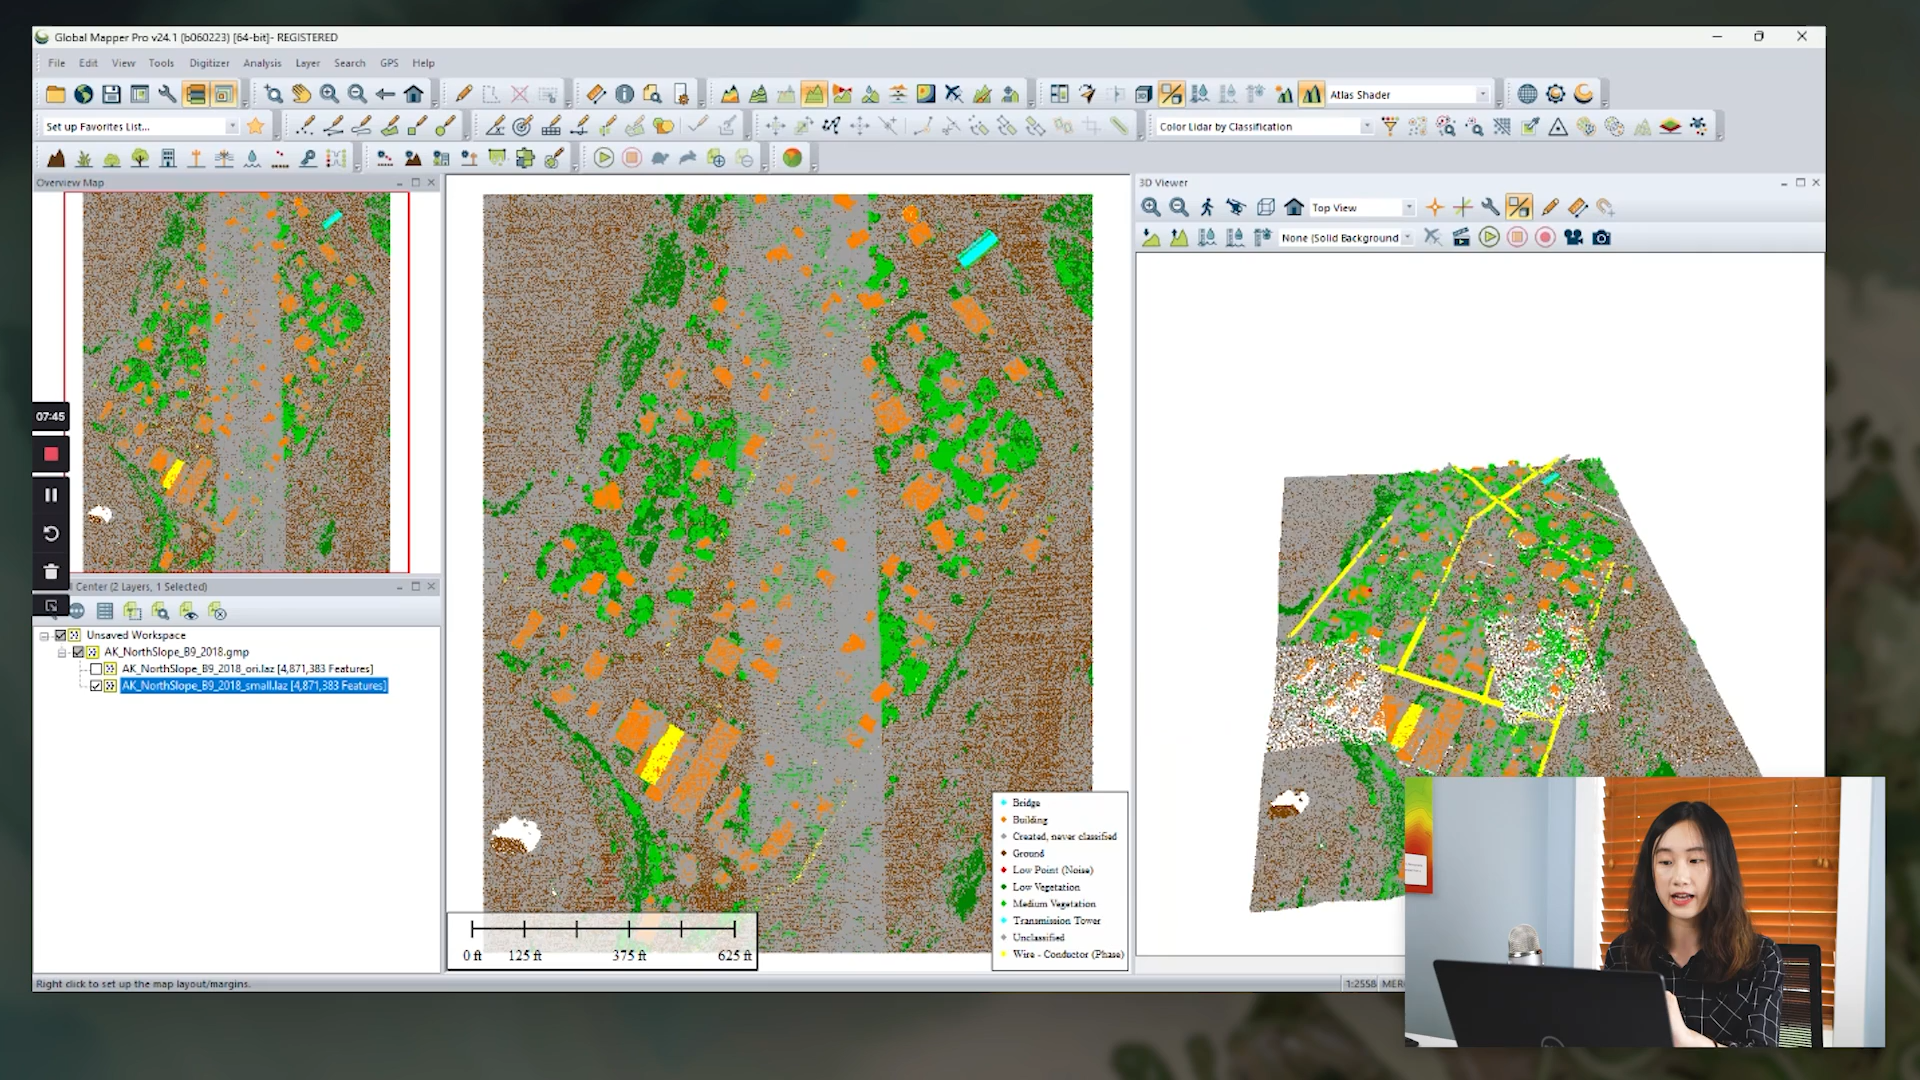 Global Mapper Pro v24.1 (b060223) [64-bit]- REGISTERED
File Edit View Tools Digitizer Analysis Layer Search GPS Help
Atlas Shader
Set up Favorites List...
Color Lidar by Classification
Overview Map
3D Viewer
Top View
None (Solid Background
07:45
l Center (2 Layers, 1 Selected)
Unsaved Workspace
AK_NorthSlope_B9_2018.gmp
AK_NorthSlope_B9_2018_ori.laz [4,871,383 Features]
AK_NorthSlope_B9_2018_small.laz [4,871,383 Features]
Bridge
Building
Created, never classified
Ground
Low Point (Noise)
Low Vegetation
Medium Vegetation
Transmission Tower
Unclassified
Wire - Conductor (Phase)
0 ft 125 ft 375 ft 625 ft
Right click to set up the map layout/margins.
1:2558 MER